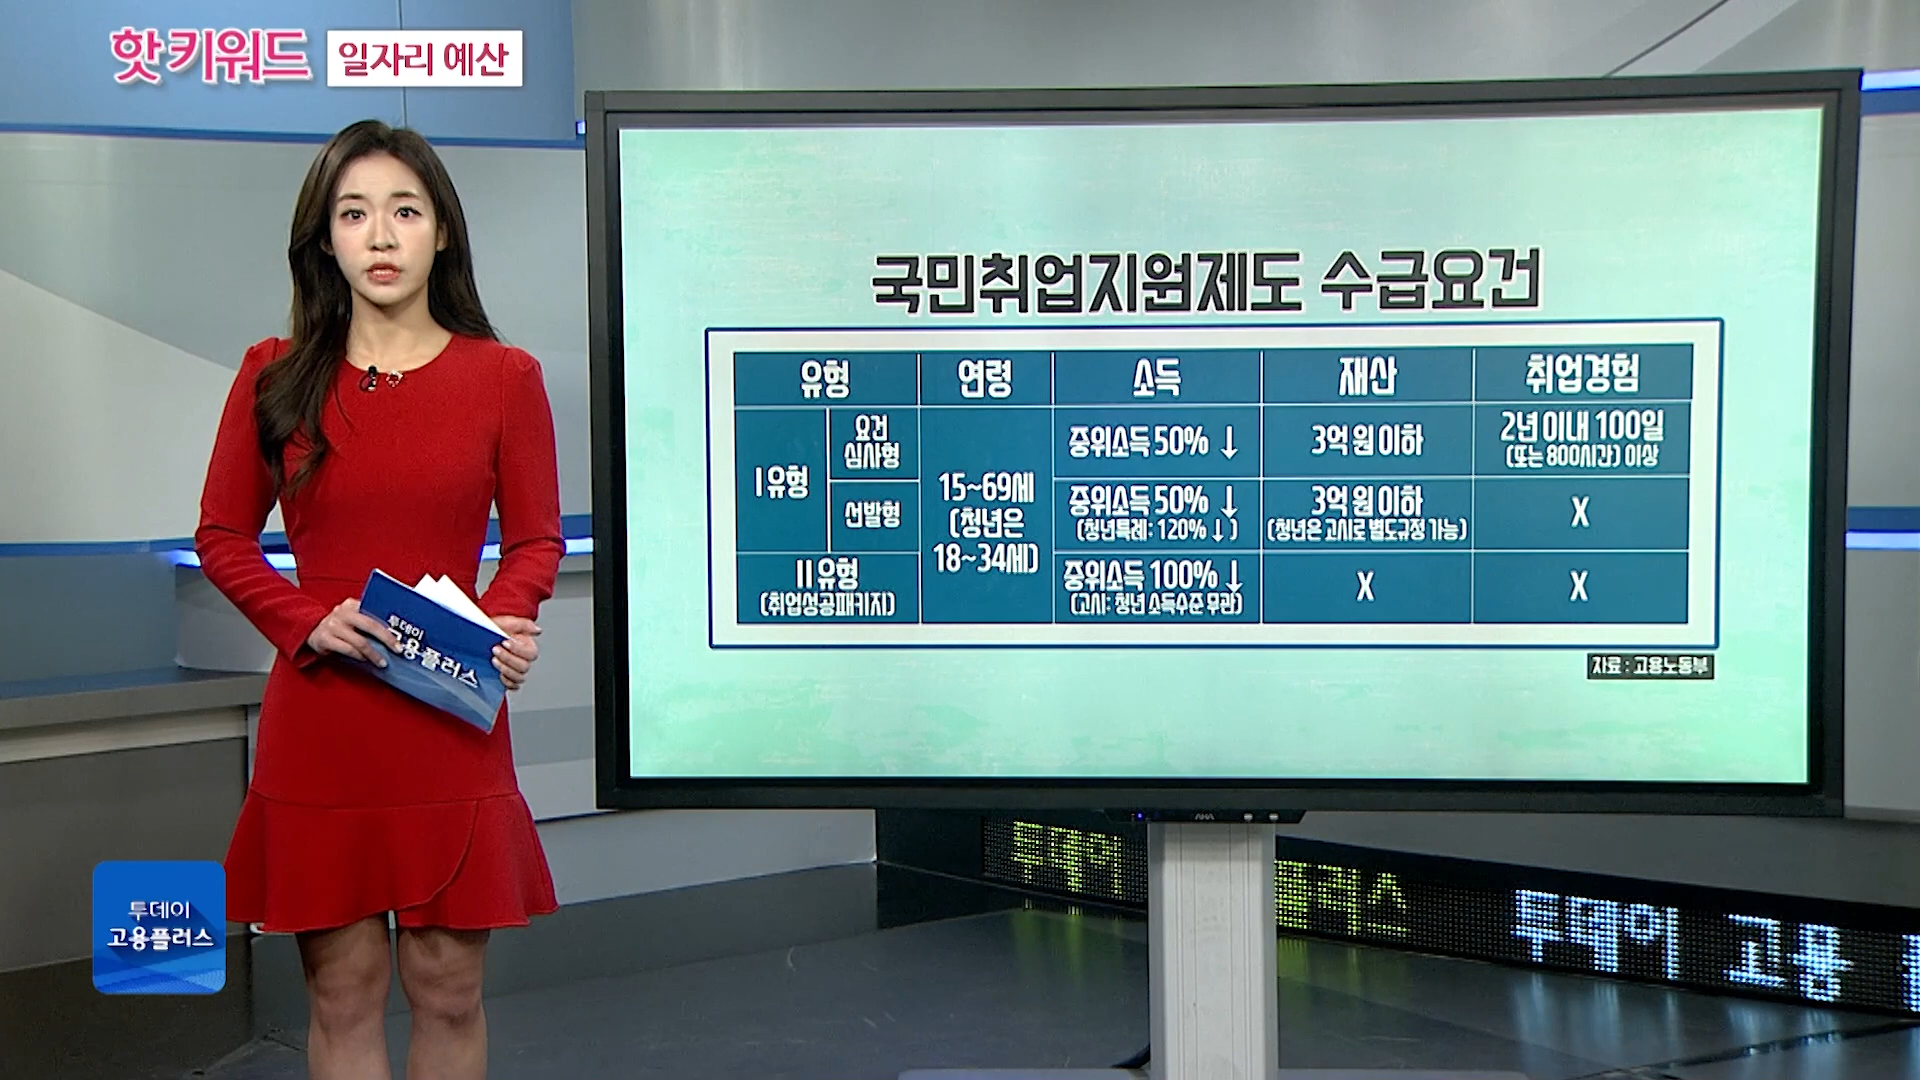 핫키워드 일자리 예산
국민취업지원제도 수급요건
유형 연령 소득 재산 취업경험
I유형
요건
심사형
15~69세
(청년은
18~34세)
중위소득 50% ↓
3억 원 이하
2년 이내 100일
(또는 800시간) 이상
선발형
중위소득 50% ↓
(청년특례: 120% ↓)
3억 원 이하
(청년은 고시로 별도규정 가능)
X
II유형
(취업성공패키지)
중위소득 100% ↓
(고시: 청년 소득수준 무관)
X
X
자료 : 고용노동부
투데이
고용플러스
투데이
고용플러스
투데이
플러스
투데이 고용